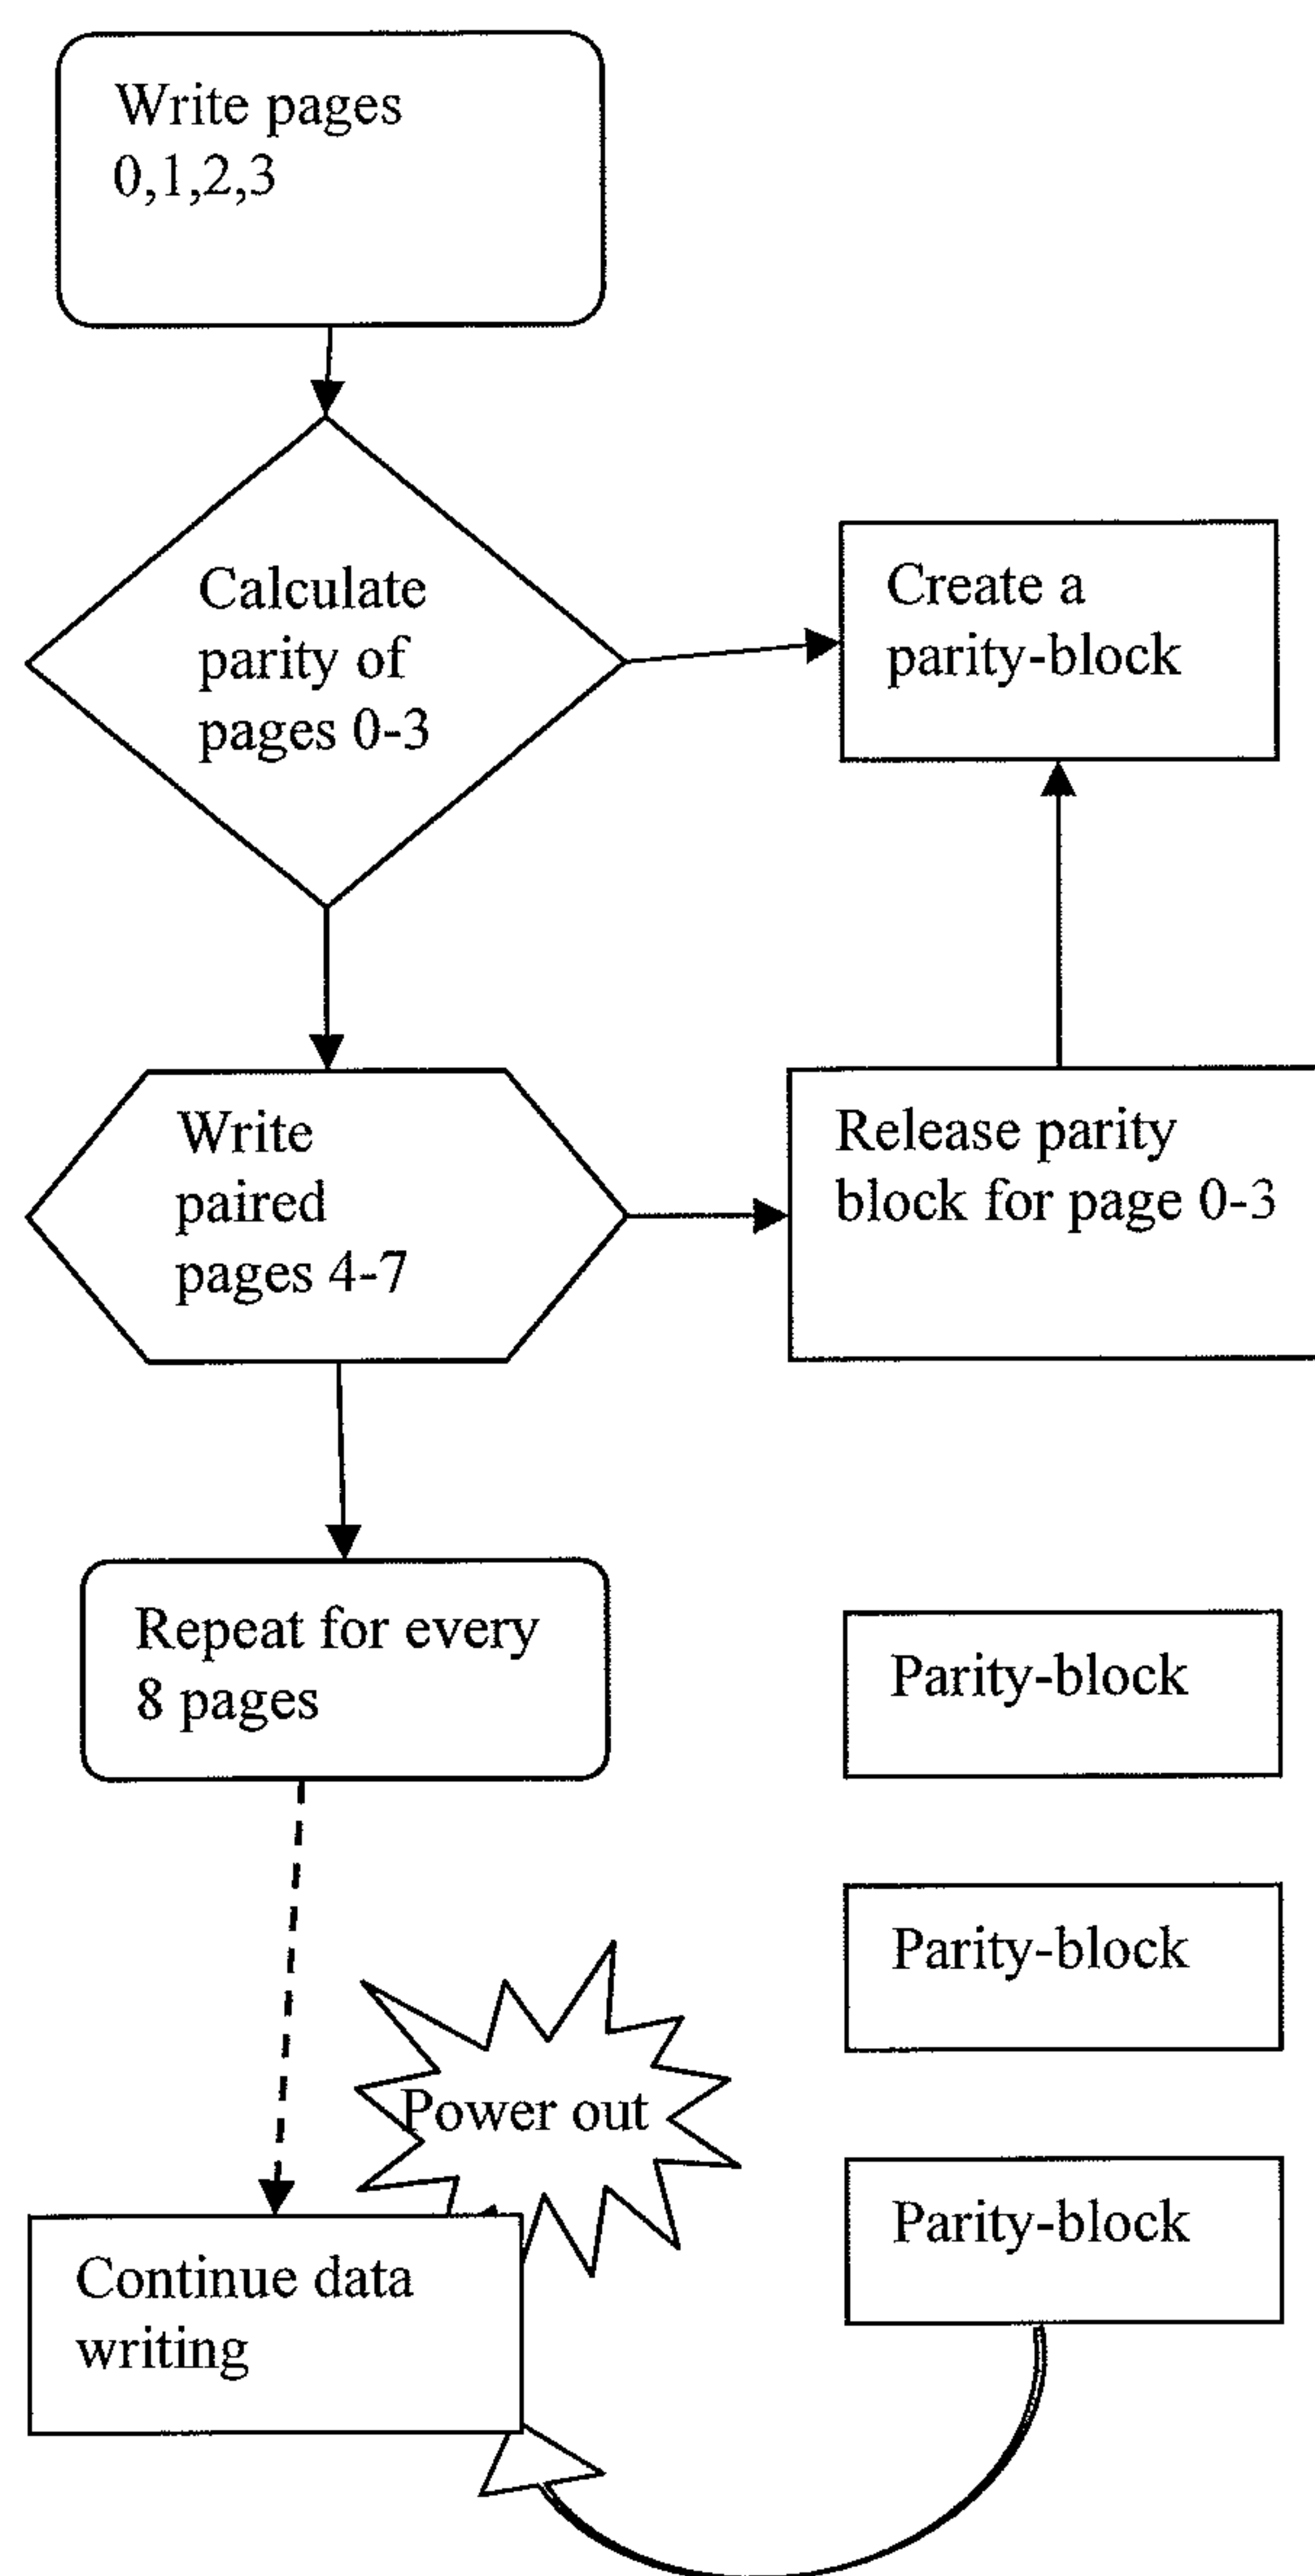 Write pages
0,1,2,3
Calculate
parity of
pages 0-3
Create a
parity-block
Write
paired
pages 4-7
Release parity
block for page 0-3
Repeat for every
8 pages
Parity-block
Parity-block
Power out
Parity-block
Continue data
writing